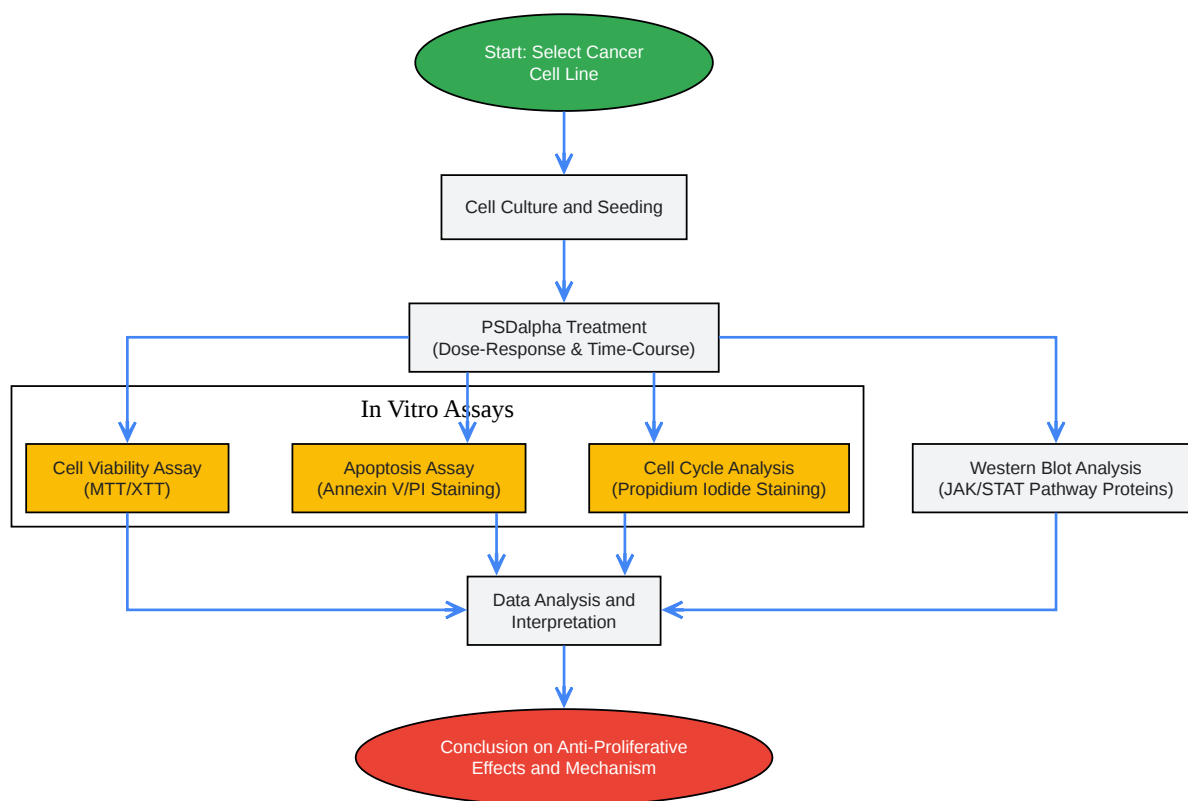 Start: Select Cancer
Cell Line
Cell Culture and Seeding
PSDalpha Treatment
(Dose-Response & Time-Course)
In Vitro Assays
Cell Viability Assay
(MTT/XTT)
Apoptosis Assay
(Annexin V/PI Staining)
Cell Cycle Analysis
(Propidium Iodide Staining)
Western Blot Analysis
(JAK/STAT Pathway Proteins)
Data Analysis and
Interpretation
Conclusion on Anti-Proliferative
Effects and Mechanism